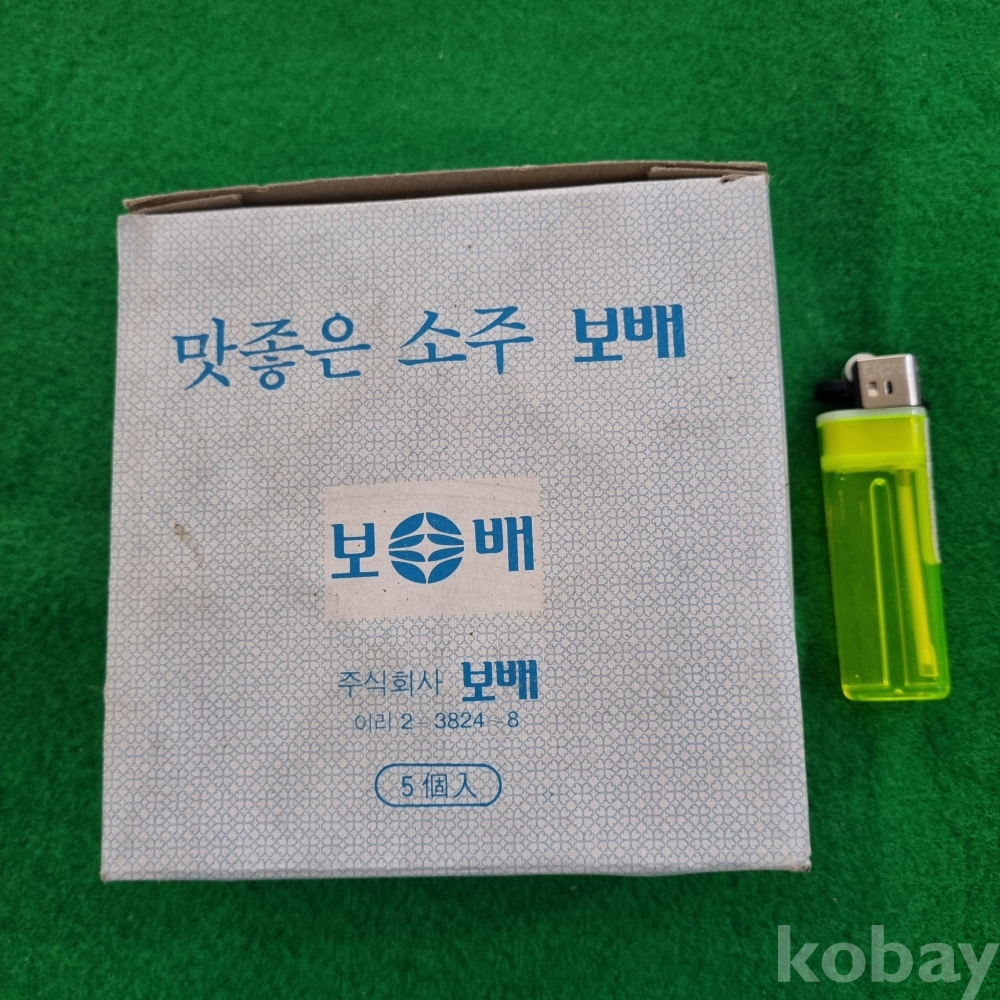 맛좋은 소주 보배
보배
주식회사 보배
이리 2-3824~8
5個入
kobay